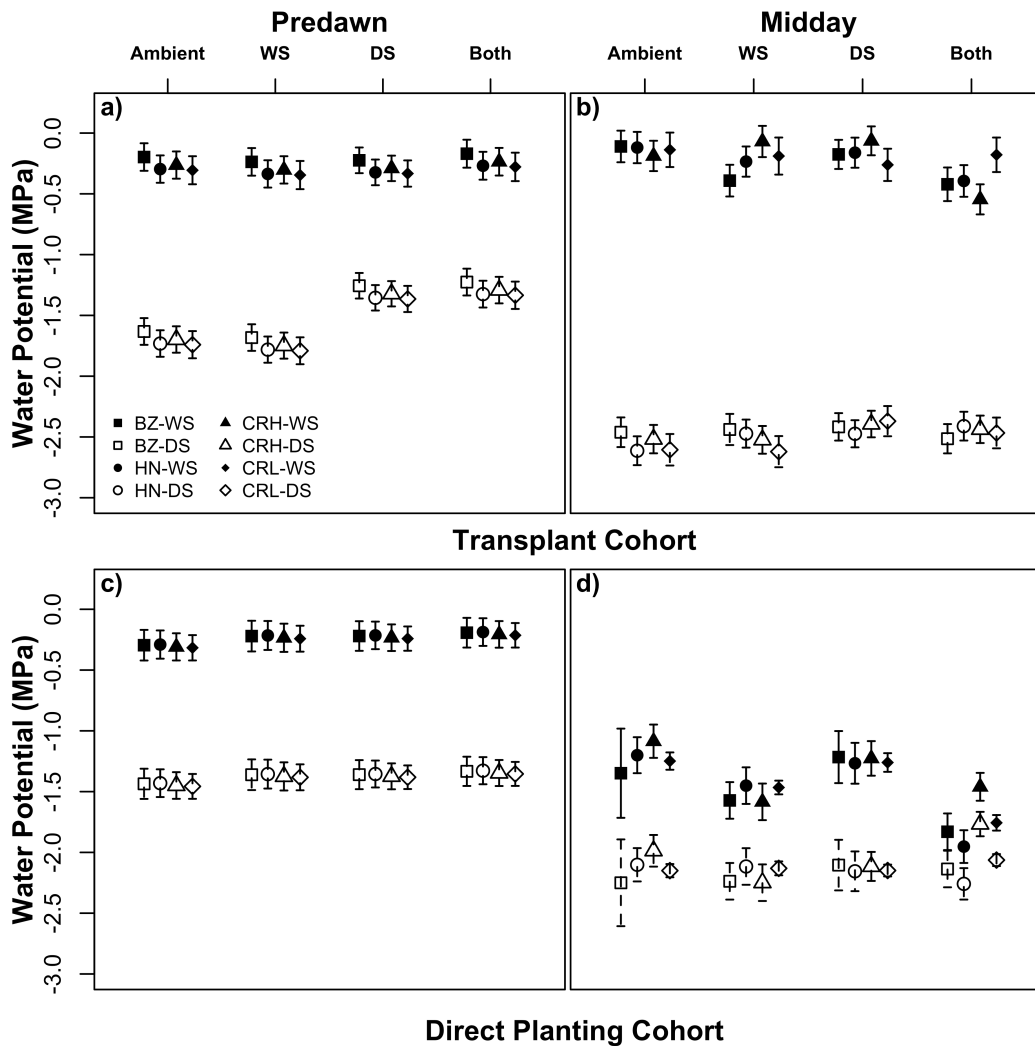 Predawn Midday
Ambient WS DS Both Ambient WS DS Both
a) b)
Water Potential (MPa)
0.0
-0.5
-1.0
-1.5
-2.0
-2.5
-3.0
BZ-WS CRH-WS
BZ-DS CRH-DS
HN-WS CRL-WS
HN-DS CRL-DS
Transplant Cohort
c) d)
Water Potential (MPa)
0.0
-0.5
-1.0
-1.5
-2.0
-2.5
-3.0
Direct Planting Cohort